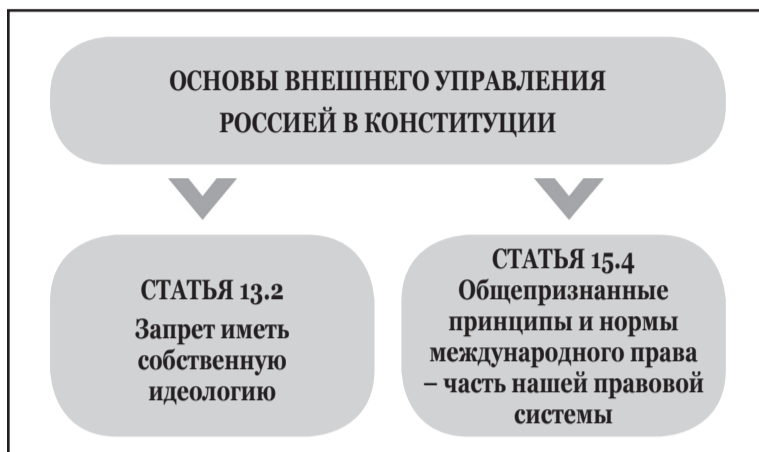 ОСНОВЫ ВНЕШНЕГО УПРАВЛЕНИЯ
РОССИЕЙ В КОНСТИТУЦИИ
СТАТЬЯ 13.2
Запрет иметь
собственную
идеологию
СТАТЬЯ 15.4
Общепризнанные
принципы и нормы
международного права
– часть нашей правовой
системы